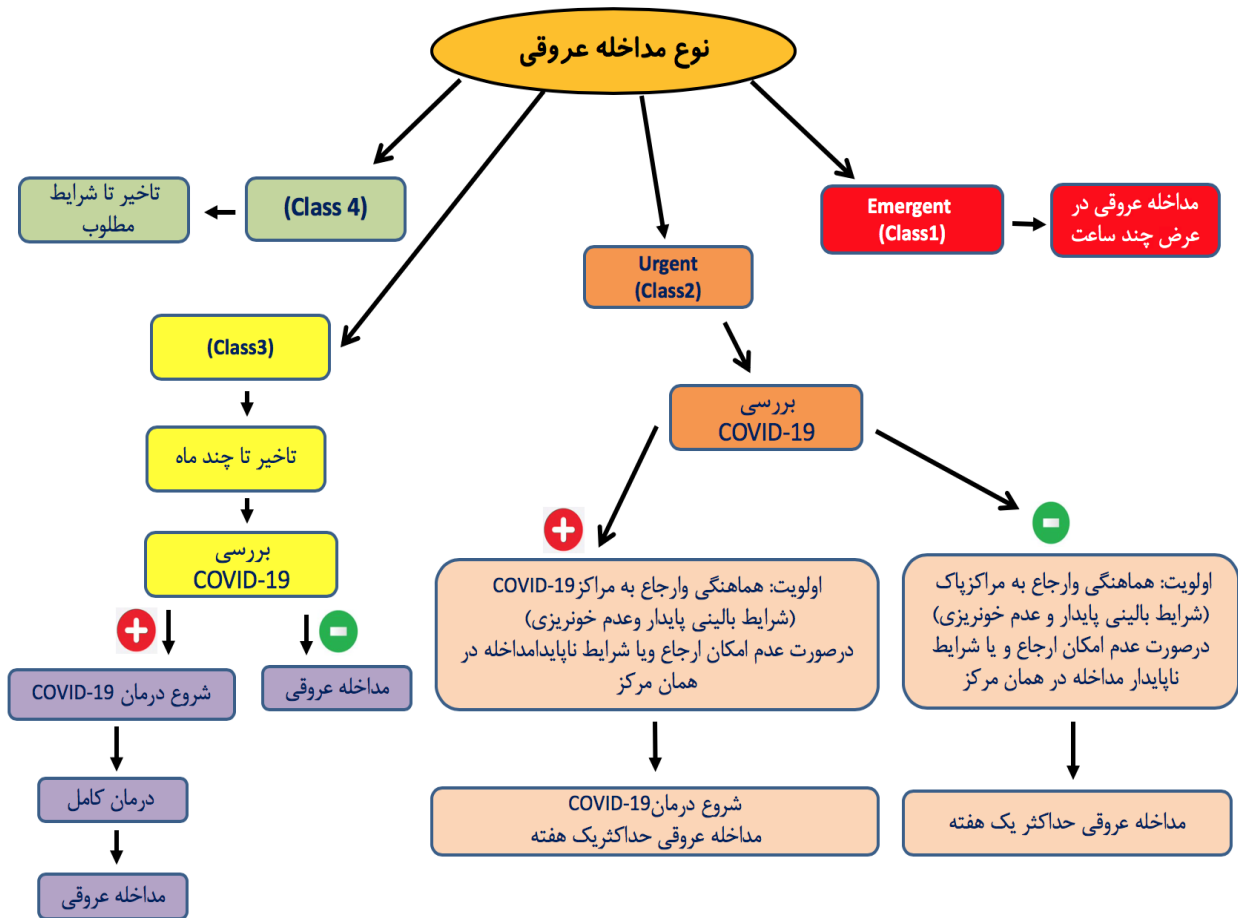 نوع مداخله عروقی
Emergent
(Class1)
مداخله عروقی در
عرض چند ساعت
Urgent
(Class2)
بررسی
COVID-19
اولویت: هماهنگی وارجاع به مراکزپاک
(شرایط بالینی پایدار و عدم خونریزی)
درصورت عدم امکان ارجاع و یا شرایط
ناپایدار مداخله در همان مرکز
مداخله عروقی حداکثر یک هفته
اولویت: هماهنگی وارجاع به مراکزCOVID-19
(شرایط بالینی پایدار وعدم خونریزی)
درصورت عدم امکان ارجاع ویا شرایط ناپایدامداخله در
همان مرکز
شروع درمانCOVID-19
مداخله عروقی حداکثریک هفته
(Class3)
تاخیر تا چند ماه
بررسی
COVID-19
مداخله عروقی
شروع درمان COVID-19
درمان کامل
مداخله عروقی
(Class 4)
تاخیر تا شرایط
مطلوب